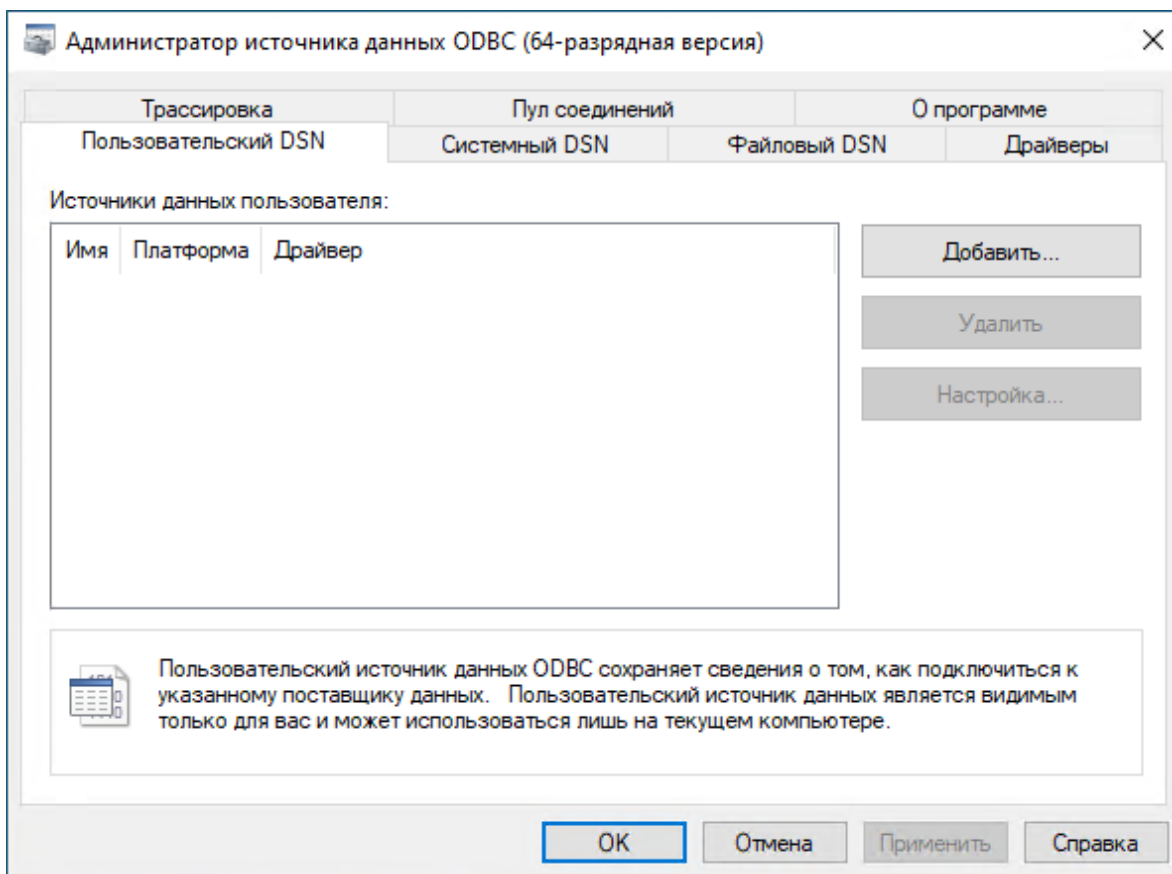 Администратор источника данных ODBC (64-разрядная версия)
Трассировка Пул соединений О программе
Пользовательский DSN Системный DSN Файловый DSN Драйверы
Источники данных пользователя:
Имя Платформа Драйвер
Добавить...
Удалить
Настройка...
Пользовательский источник данных ODBC сохраняет сведения о том, как подключиться к
указанному поставщику данных. Пользовательский источник данных является видимым
только для вас и может использоваться лишь на текущем компьютере.
OK Отмена Применить Справка